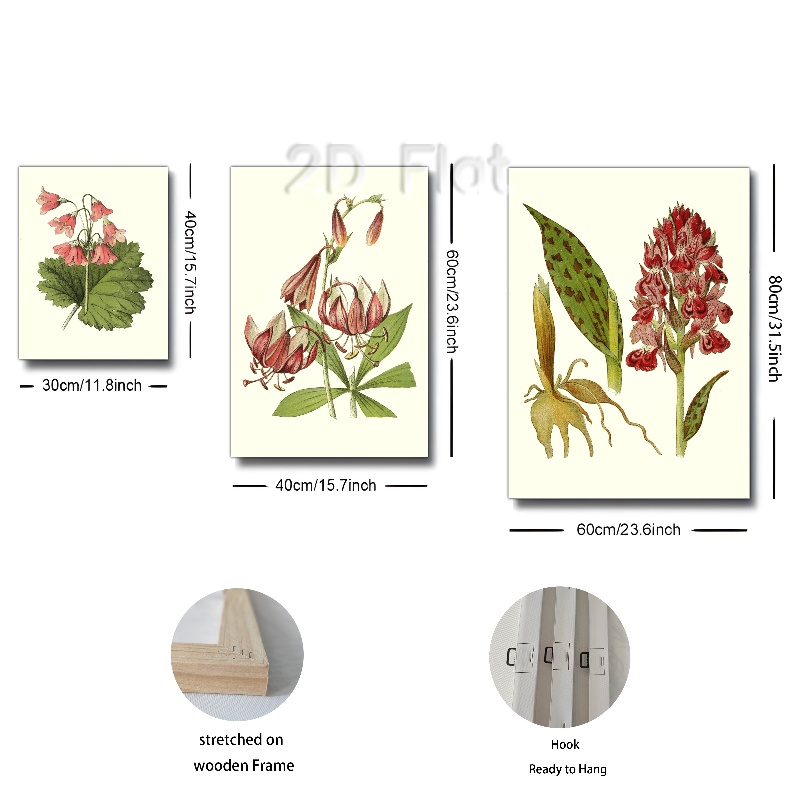 2D Flat
40cm/15.7inch
30cm/11.8inch
60cm/23.6inch
40cm/15.7inch
80cm/31.5inch
60cm/23.6inch
stretched on
wooden Frame
Hook
Ready to Hang